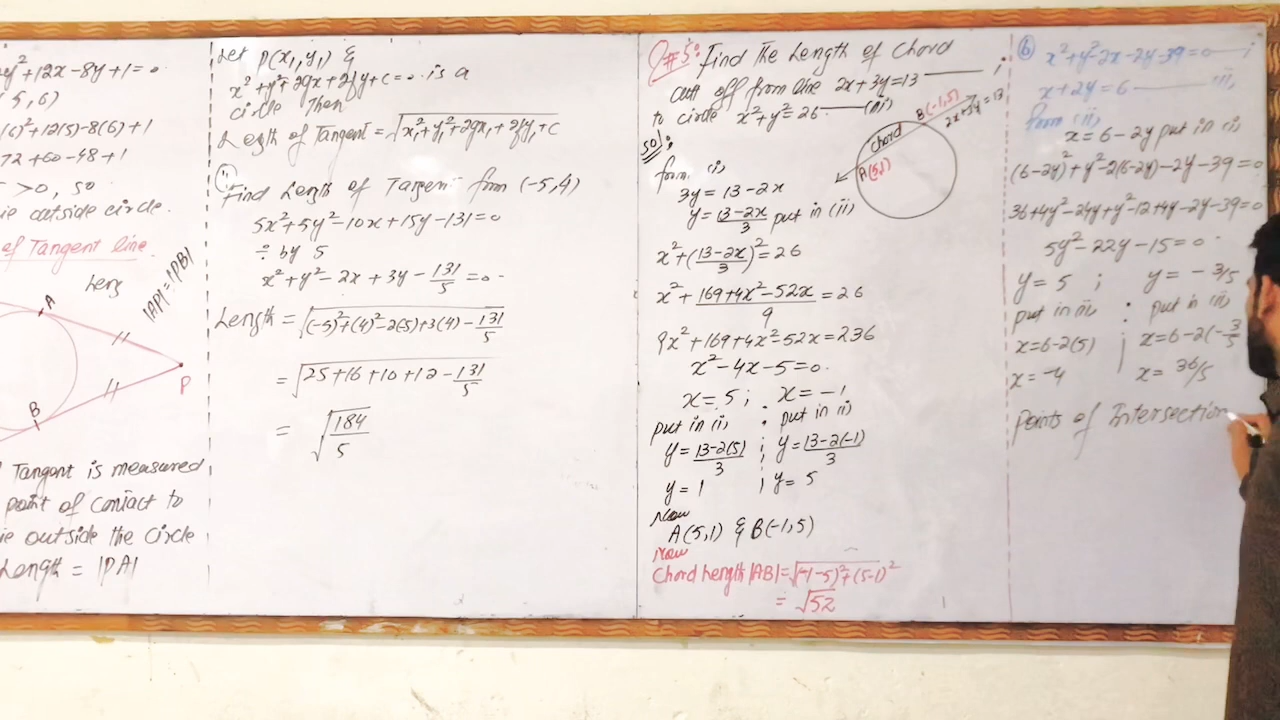 y²+12x-8y+1=0
(5,6)
(6)²+12(5)-8(6)+1
72+60-48+1
>0, so
ie outside circle.
of Tangent line.
Leng
|AP|=|PB|
A
P
B
Tangent is measured
point of contact to
ie outside the circle
Length = |PA|
Let P(x₁,y₁) &
x²+y²+2gx+2fy+c=0 is a
circle Then
Legth of Tangent = √x₁²+y₁²+2gx₁+2fy₁+c
Find Length of Tangent from (-5,4)
5x²+5y²-10x+15y-131=0
÷ by 5
x²+y²-2x+3y-131/5=0
Length = √(-5)²+(4)²-2(-5)+3(4)-131/5
= √25+16+10+12-131/5
= √184/5
Q#5: Find The Length of Chord
cut off from line 2x+3y=13 — i
to circle x²+y²=26 — (ii)
Sol:
Chord
A(5,1)
B(-1,5)
2x+3y=13
from (i)
3y=13-2x
y=13-2x/3 put in (ii)
x²+(13-2x/3)²=26
x²+169+4x²-52x/9=26
9x²+169+4x²-52x=236
x²-4x-5=0
x=5 ; x=-1
put in (i) put in (i)
y=13-2(5)/3 ; y=13-2(-1)/3
y=1 ; y=5
Now
A(5,1) & B(-1,5)
Now
Chord Length |AB|=√(-1-5)²+(5-1)²
= √52
(b) x²+y²-2x-2y-39=0 — i
x+2y=6 — (ii)
from (ii)
x=6-2y put in (i)
(6-2y)²+y²-2(6-2y)-2y-39=0
36+4y²-24y+y²-12+4y-2y-39=0
5y²-22y-15=0
y=5 ; y=-3/5
put in (ii) : put in (ii)
x=6-2(5) ; x=6-2(-3/5
x=-4 x=36/5
Points of Intersection